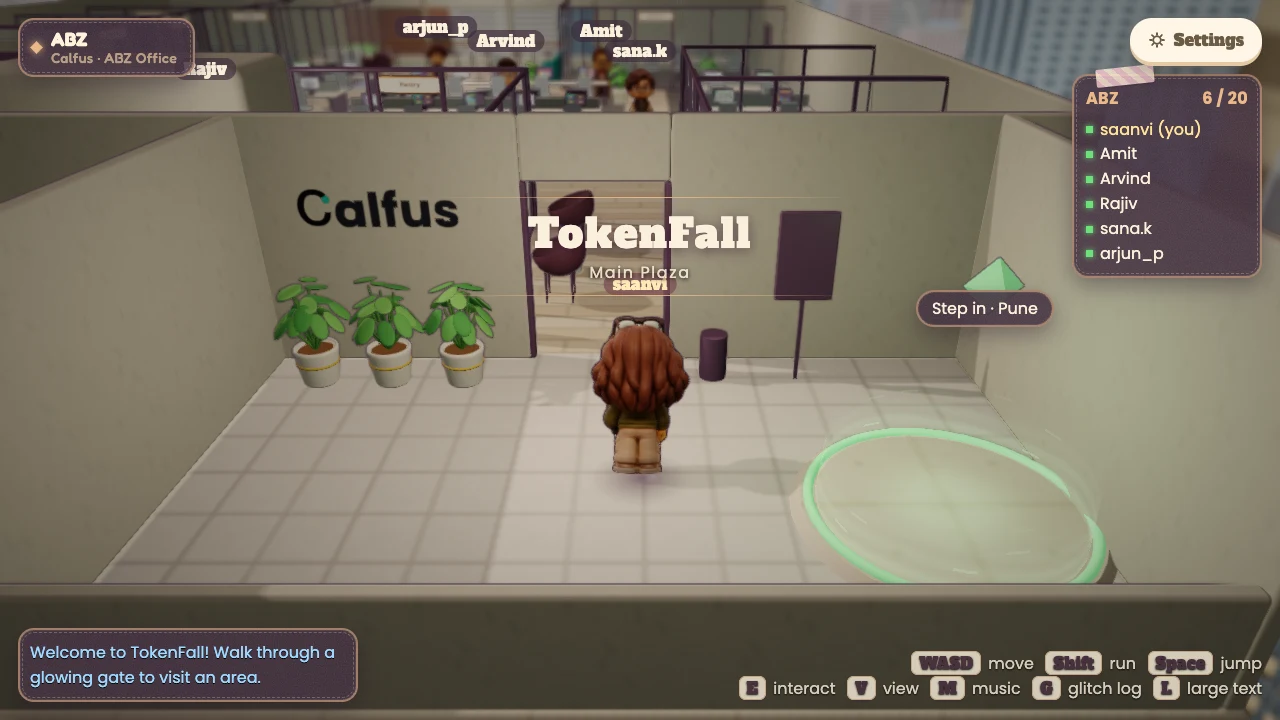 ABZ
Calfus · ABZ Office
arjun_p
Arvind
Amit
sana.k
Rajiv
Settings
ABZ 6 / 20
saanvi (you)
Amit
Arvind
Rajiv
sana.k
arjun_p
Calfus
TokenFall
Main Plaza
saanvi
Step in · Pune
Welcome to TokenFall! Walk through a
glowing gate to visit an area.
WASD move Shift run Space jump
E interact V view M music G glitch log L large text